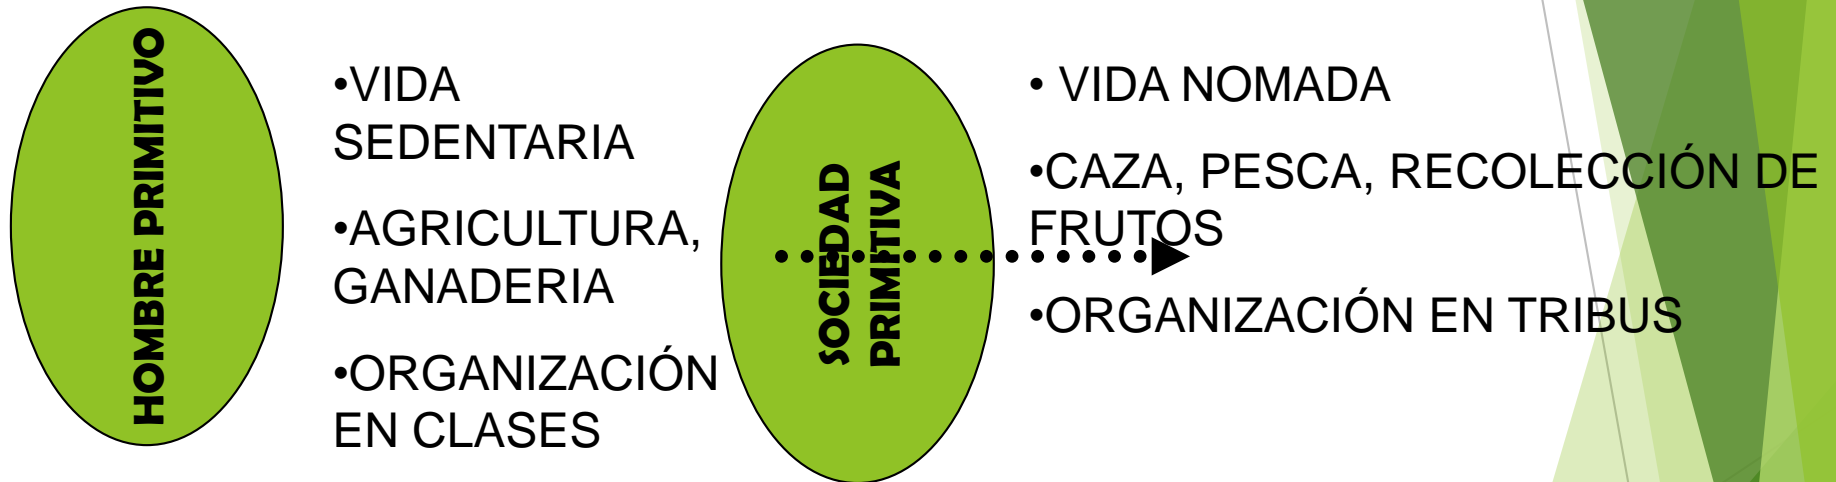 HOMBRE PRIMITIVO
•VIDA
SEDENTARIA
•AGRICULTURA,
GANADERIA
•ORGANIZACIÓN
EN CLASES
SOCIEDAD
PRIMITIVA
• VIDA NOMADA
•CAZA, PESCA, RECOLECCIÓN DE
FRUTOS
•ORGANIZACIÓN EN TRIBUS